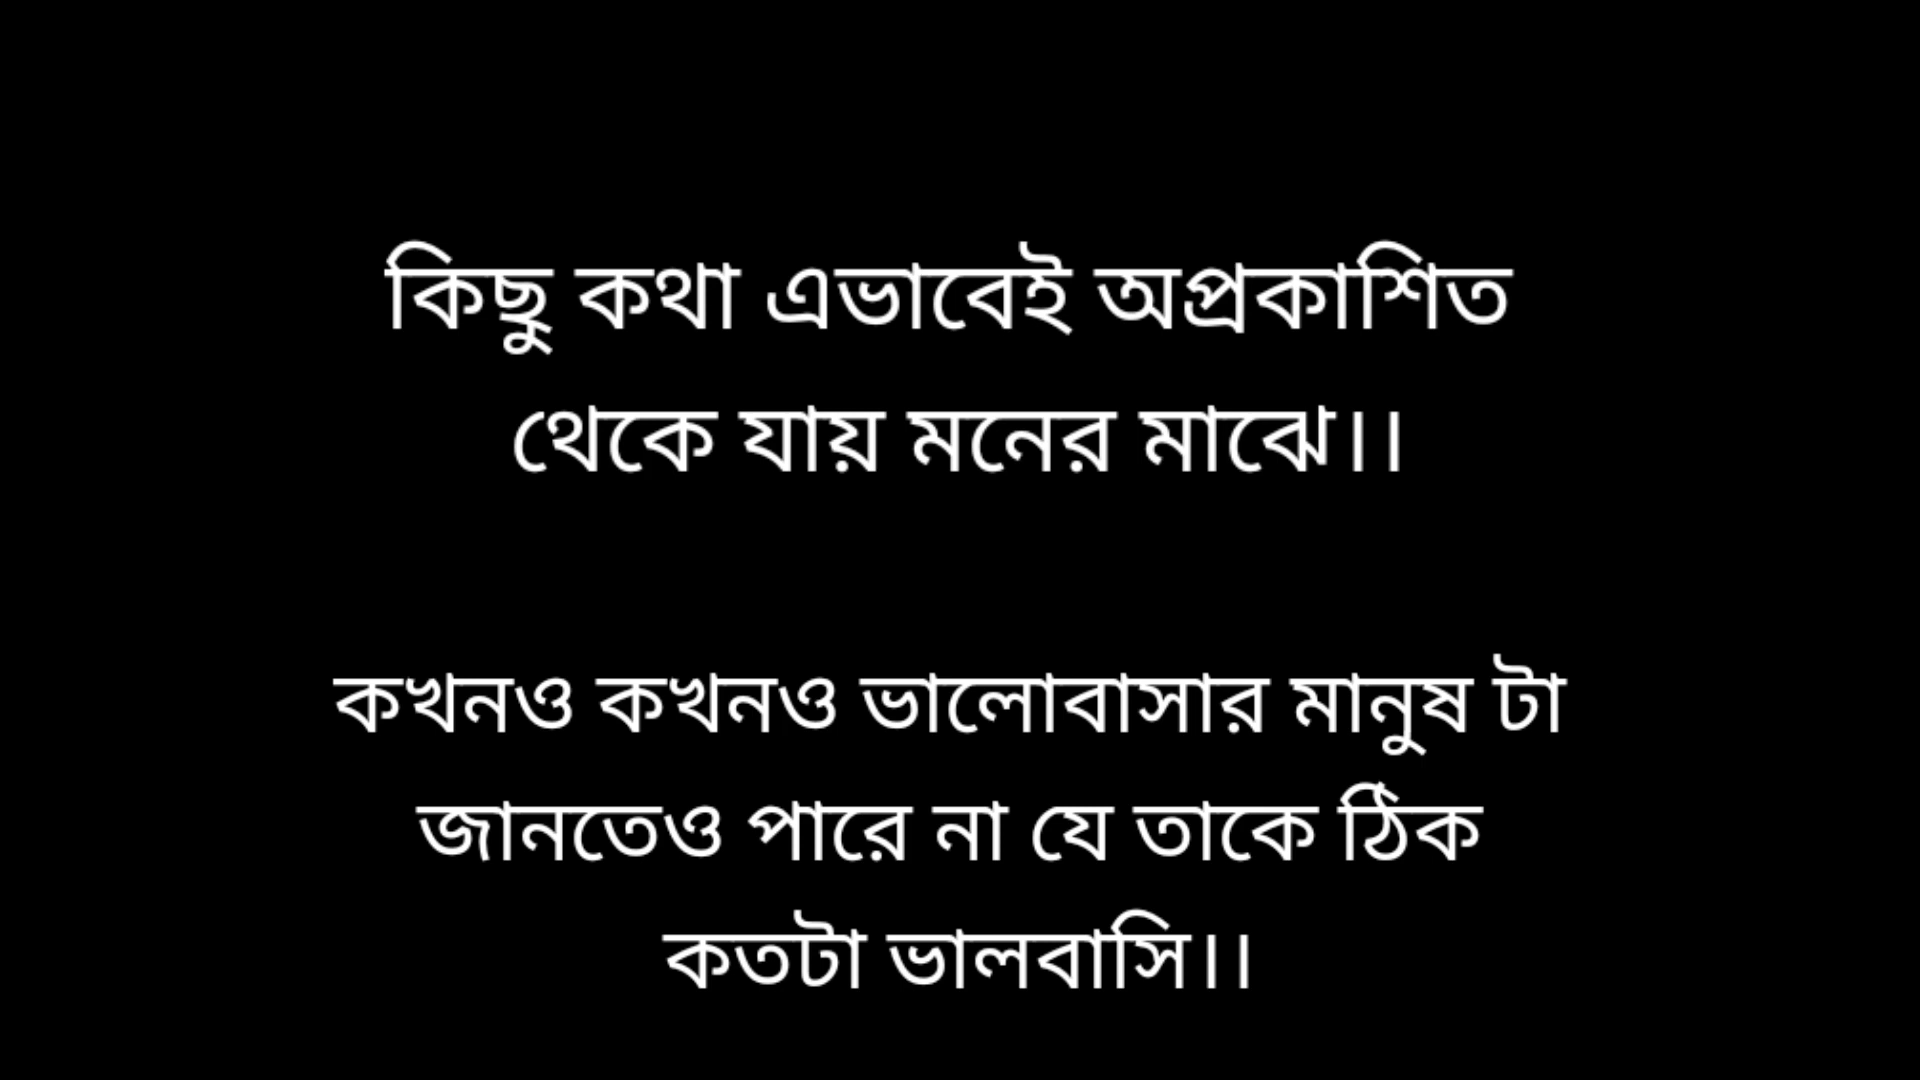 কিছু কথা এভাবেই অপ্রকাশিত
থেকে যায় মনের মাঝে।।
কখনও কখনও ভালোবাসার মানুষ টা
জানতেও পারে না যে তাকে ঠিক
কতটা ভালবাসি।।